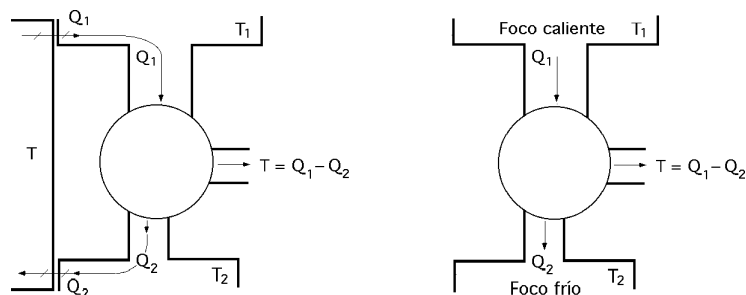 Q₁
T₁
Q₁
T
T = Q₁ – Q₂
Q₂
T₂
Q₂
Foco caliente
T₁
Q₁
T = Q₁ – Q₂
Q₂
T₂
Foco frío